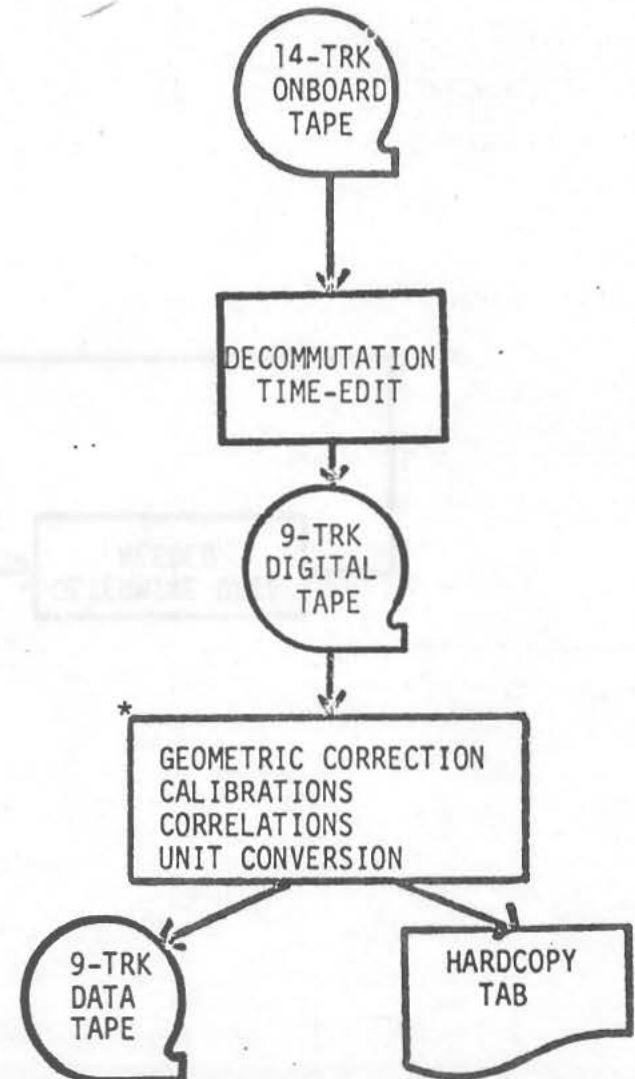 14-TRK
ONBOARD
TAPE
DECOMMUTATION
TIME-EDIT
9-TRK
DIGITAL
TAPE
*
GEOMETRIC CORRECTION
CALIBRATIONS
CORRELATIONS
UNIT CONVERSION
9-TRK
DATA
TAPE
HARDCOPY
TAB